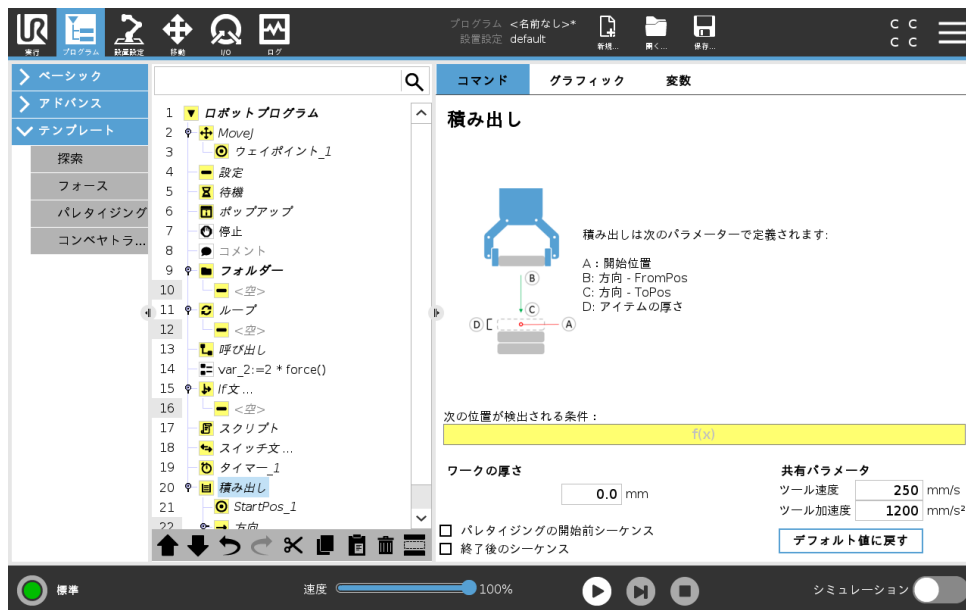 UR
実行
プログラム
設置設定
移動
I/O
ログ
プログラム <名前なし>*
設置設定 default
新規...
開く...
保存...
C C
C C
ベーシック
アドバンス
テンプレート
探索
フォース
パレタイジング
コンベヤトラ...
1 ロボットプログラム
2 MoveJ
3 ウェイポイント_1
4 設定
5 待機
6 ポップアップ
7 停止
8 コメント
9 フォルダー
10 <空>
11 ループ
12 <空>
13 呼び出し
14 var_2:=2 * force()
15 If文 ...
16 <空>
17 スクリプト
18 スイッチ文 ...
19 タイマー_1
20 積み出し
21 StartPos_1
22 方向
コマンド グラフィック 変数
積み出し
積み出しは次のパラメーターで定義されます:
A : 開始位置
B: 方向 - FromPos
C: 方向 - ToPos
D: アイテムの厚さ
B
C
D
A
次の位置が検出される条件 :
f(x)
ワークの厚さ
0.0 mm
共有パラメータ
ツール速度 250 mm/s
ツール加速度 1200 mm/s²
パレタイジングの開始前シーケンス
終了後のシーケンス
デフォルト値に戻す
標準
速度 100%
シミュレーション